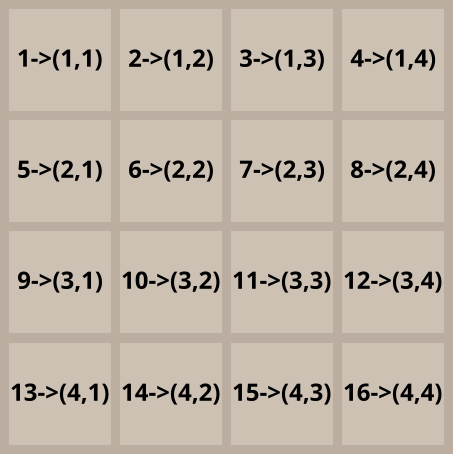 1->(1,1) 2->(1,2) 3->(1,3) 4->(1,4)
5->(2,1) 6->(2,2) 7->(2,3) 8->(2,4)
9->(3,1) 10->(3,2) 11->(3,3) 12->(3,4)
13->(4,1) 14->(4,2) 15->(4,3) 16->(4,4)